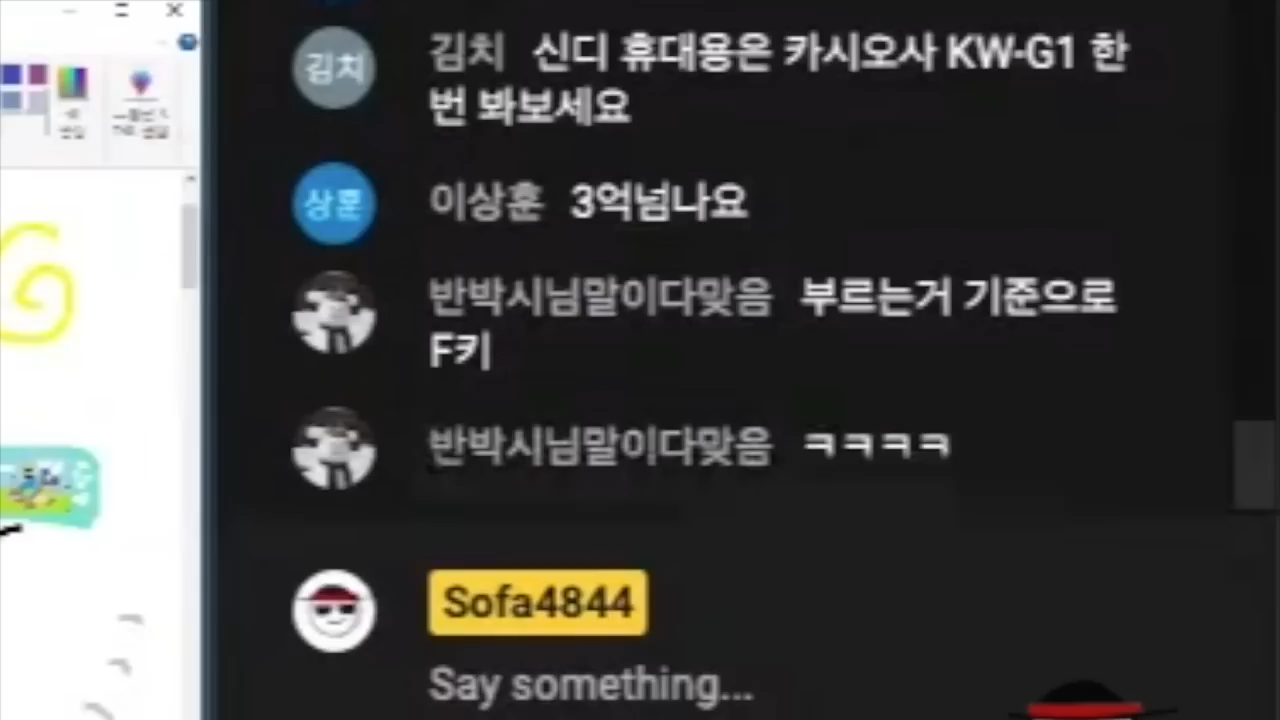 김치
김치 신디 휴대용은 카시오사 KW-G1 한
번 봐보세요
상훈
이상훈 3억넘나요
반박시님말이다맞음 부르는거 기준으로
F키
반박시님말이다맞음 ㅋㅋㅋㅋ
Sofa4844
Say something...